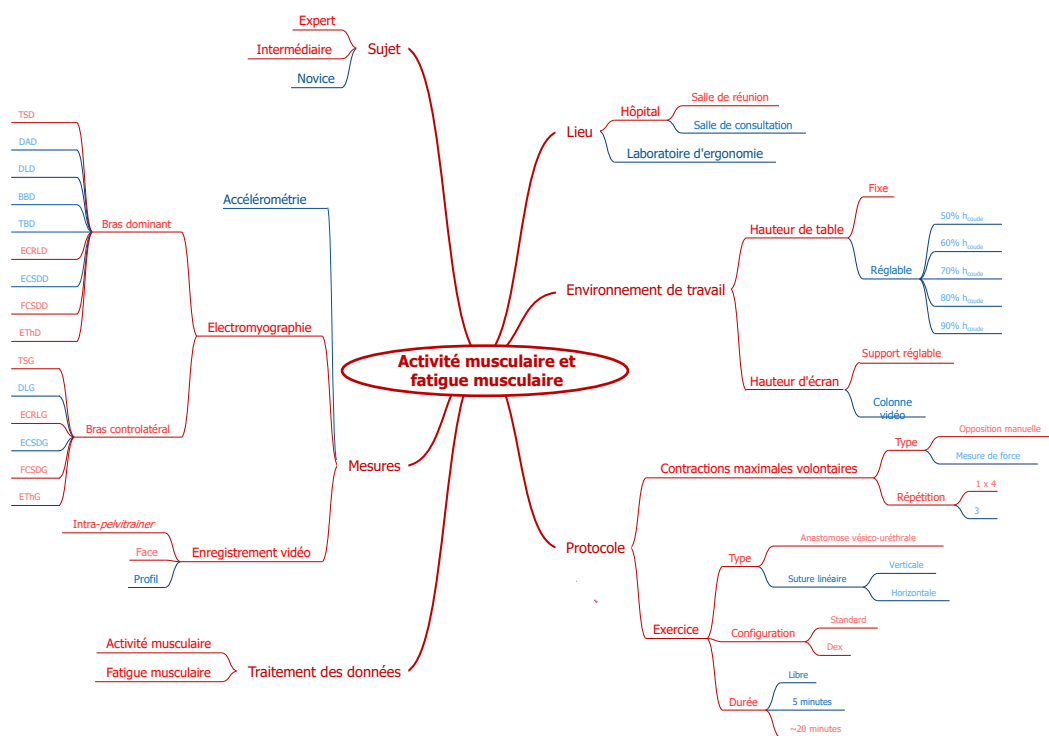 Activité musculaire et
fatigue musculaire
Sujet
Expert
Intermédiaire
Novice
Lieu
Hôpital
Salle de réunion
Salle de consultation
Laboratoire d'ergonomie
Environnement de travail
Hauteur de table
Fixe
Réglable
50% h_coude
60% h_coude
70% h_coude
80% h_coude
90% h_coude
Hauteur d'écran
Support réglable
Colonne
vidéo
Protocole
Contractions maximales volontaires
Type
Opposition manuelle
Mesure de force
Répétition
1 x 4
3
Exercice
Type
Anastomose vésico-uréthrale
Suture linéaire
Verticale
Horizontale
Configuration
Standard
Dex
Durée
Libre
5 minutes
~20 minutes
Mesures
Accélérométrie
Electromyographie
Bras dominant
TSD
DAD
DLD
BBD
TBD
ECRLD
ECSDD
FCSDD
EThD
Bras controlatéral
TSG
DLG
ECRLG
ECSDG
FCSDG
EThG
Enregistrement vidéo
Intra-pelvitrainer
Face
Profil
Traitement des données
Activité musculaire
Fatigue musculaire